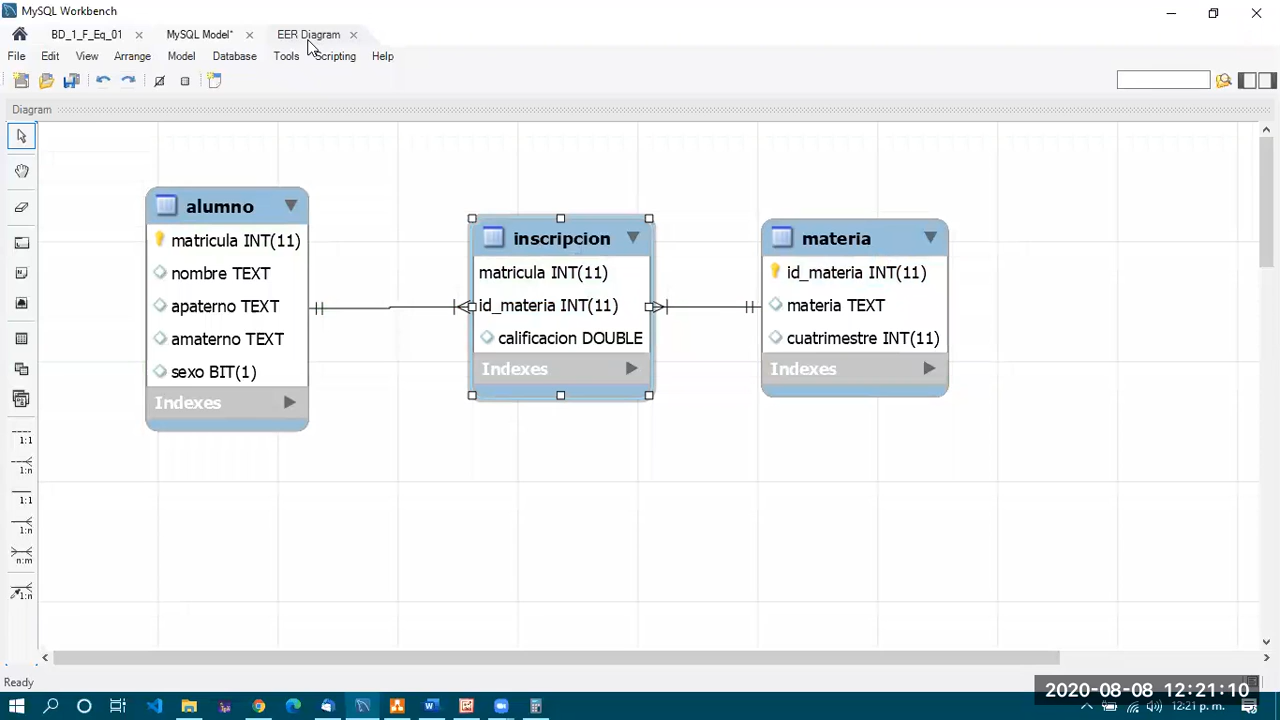 MySQL Workbench
BD_1_F_Eq_01
MySQL Model*
EER Diagram
File Edit View Arrange Model Database Tools Scripting Help
Diagram
alumno
matricula INT(11)
nombre TEXT
apaterno TEXT
amaterno TEXT
sexo BIT(1)
Indexes
inscripcion
matricula INT(11)
id_materia INT(11)
calificacion DOUBLE
Indexes
materia
id_materia INT(11)
materia TEXT
cuatrimestre INT(11)
Indexes
1:1
1:n
1:1
1:n
n:m
1:n
Ready
2020-08-08 12:21:10
12:21 p. m.